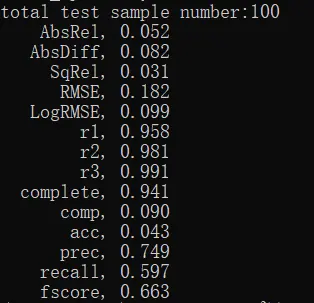 total test sample number:100
AbsRel, 0.052
AbsDiff, 0.082
SqRel, 0.031
RMSE, 0.182
LogRMSE, 0.099
r1, 0.958
r2, 0.981
r3, 0.991
complete, 0.941
comp, 0.090
acc, 0.043
prec, 0.749
recall, 0.597
fscore, 0.663